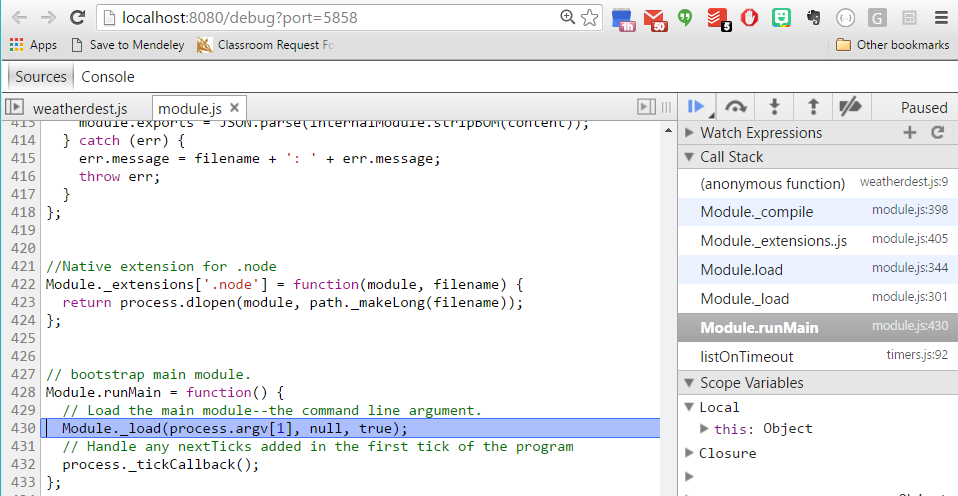 localhost:8080/debug?port=5858
1h
50
5
G
Apps
Save to Mendeley
Classroom Request Fo
Other bookmarks
Sources
Console
weatherdest.js
module.js ×
413 module.exports = JSON.parse(internalModule.stripBOM(content));
414 } catch (err) {
415 err.message = filename + ': ' + err.message;
416 throw err;
417 }
418 };
419
420
421 //Native extension for .node
422 Module._extensions['.node'] = function(module, filename) {
423 return process.dlopen(module, path._makeLong(filename));
424 };
425
426
427 // bootstrap main module.
428 Module.runMain = function() {
429 // Load the main module--the command line argument.
430 Module._load(process.argv[1], null, true);
431 // Handle any nextTicks added in the first tick of the program
432 process._tickCallback();
433 };
Paused
Watch Expressions
Call Stack
(anonymous function) weatherdest.js:9
Module._compile module.js:398
Module._extensions..js module.js:405
Module.load module.js:344
Module._load module.js:301
Module.runMain module.js:430
listOnTimeout timers.js:92
Scope Variables
Local
this: Object
Closure